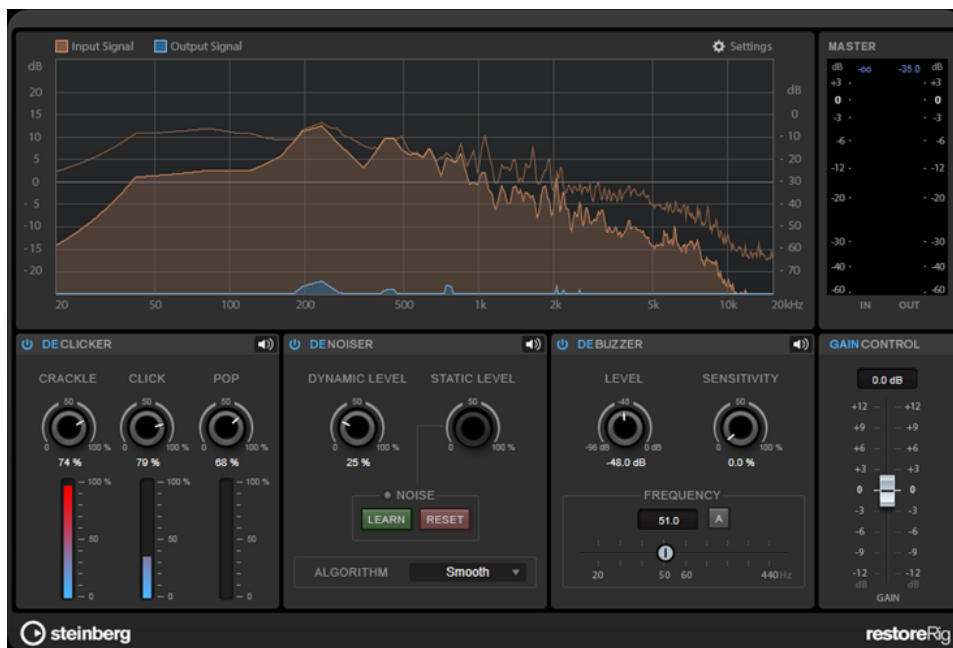 Input Signal Output Signal Settings
dB
20
15
10
5
0
- 5
- 10
- 15
- 20
dB
0
- 10
- 20
- 30
- 40
- 50
- 60
- 70
20 50 100 200 500 1k 2k 5k 10k 20kHz
MASTER
dB -∞ -35.0 dB
+3 +3
0 0
-3 -3
-6 -6
-12 -12
-20 -20
-30 -30
-40 -40
-60 -60
IN OUT
DECLICKER
CRACKLE CLICK POP
50 50 50
0 100 % 0 100 % 0 100 %
74 % 79 % 68 %
100 % 100 % 100 %
50 50 50
0 0 0
DENOISER
DYNAMIC LEVEL STATIC LEVEL
50 50
0 100 % 0 100 %
25 %
NOISE
LEARN RESET
ALGORITHM Smooth
DEBUZZER
LEVEL SENSITIVITY
-48 50
-96 dB 0 dB 0 100 %
-48.0 dB 0.0 %
FREQUENCY
51.0 A
20 50 60 440Hz
GAINCONTROL
0.0 dB
+12 +12
+9 +9
+6 +6
+3 +3
0 0
-3 -3
-6 -6
-9 -9
-12 -12
dB dB
GAIN
steinberg restoreRig